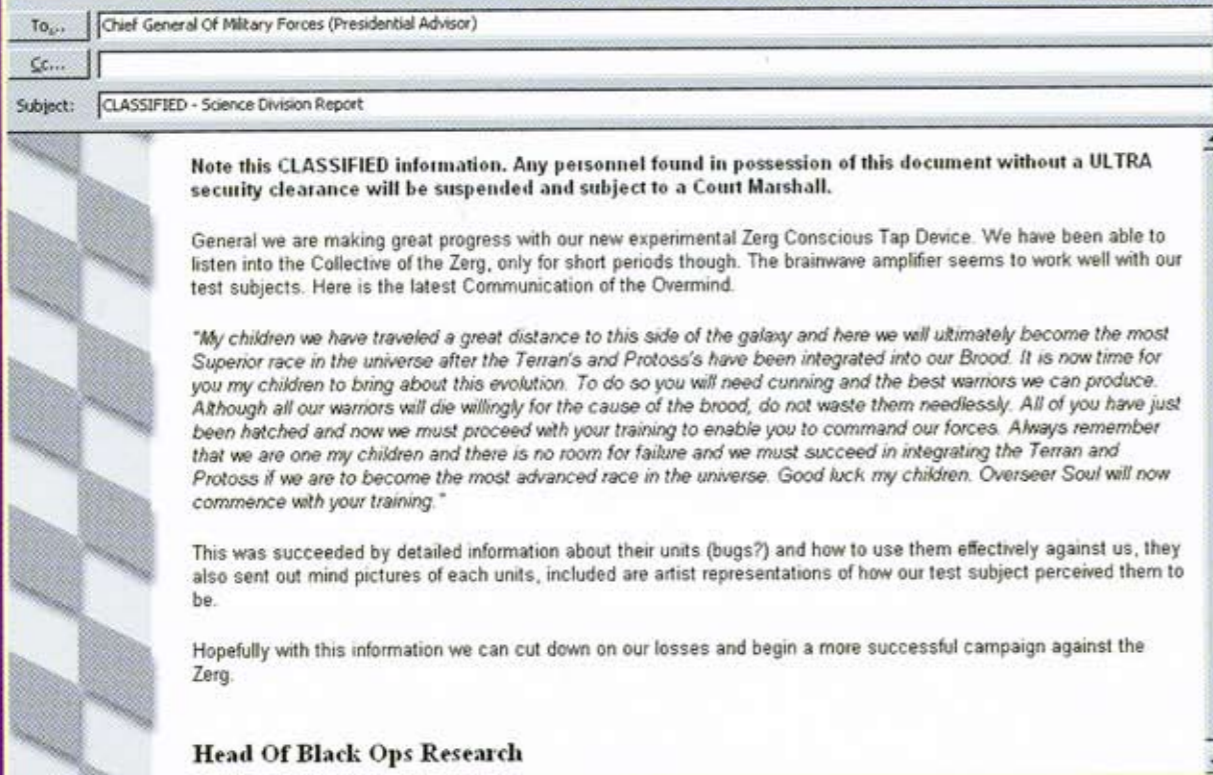 To... Chief General Of Military Forces (Presidential Advisor)
Cc...
Subject: CLASSIFIED - Science Division Report
Note this CLASSIFIED information. Any personnel found in possession of this document without a ULTRA
security clearance will be suspended and subject to a Court Marshall.
General we are making great progress with our new experimental Zerg Conscious Tap Device. We have been able to
listen into the Collective of the Zerg, only for short periods though. The brainwave amplifier seems to work well with our
test subjects. Here is the latest Communication of the Overmind.
"My children we have traveled a great distance to this side of the galaxy and here we will ultimately become the most
Superior race in the universe after the Terran's and Protoss's have been integrated into our Brood. It is now time for
you my children to bring about this evolution. To do so you will need cunning and the best warriors we can produce.
Although all our warriors will die willingly for the cause of the brood, do not waste them needlessly. All of you have just
been hatched and now we must proceed with your training to enable you to command our forces. Always remember
that we are one my children and there is no room for failure and we must succeed in integrating the Terran and
Protoss if we are to become the most advanced race in the universe. Good luck my children. Overseer Soul will now
commence with your training."
This was succeeded by detailed information about their units (bugs?) and how to use them effectively against us, they
also sent out mind pictures of each units, included are artist representations of how our test subject perceived them to
be.
Hopefully with this information we can cut down on our losses and begin a more successful campaign against the
Zerg.
Head Of Black Ops Research